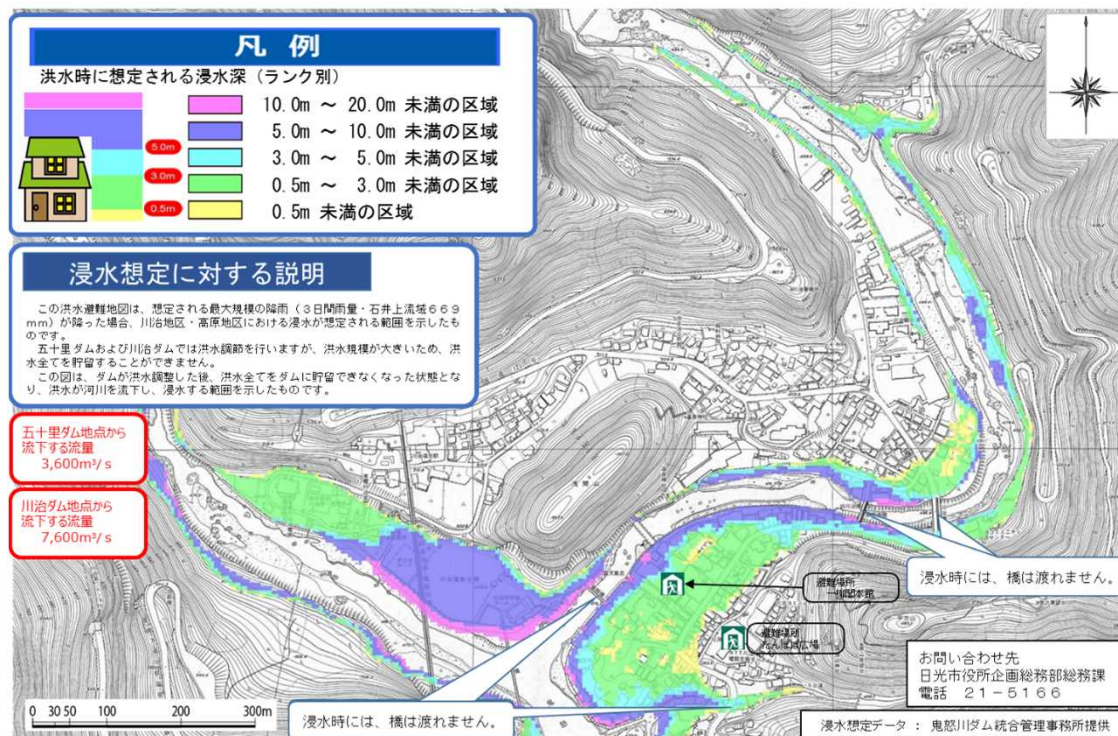 凡 例
洪水時に想定される浸水深（ランク別）
5.0m
3.0m
0.5m
10.0m ～ 20.0m 未満の区域
5.0m ～ 10.0m 未満の区域
3.0m ～ 5.0m 未満の区域
0.5m ～ 3.0m 未満の区域
0.5m 未満の区域
浸水想定に対する説明
この洪水避難地図は、想定される最大規模の降雨（３日間雨量・石井上流域６６９
mm）が降った場合、川治地区・高原地区における浸水が想定される範囲を示したも
のです。
五十里ダムおよび川治ダムでは洪水調節を行いますが、洪水規模が大きいため、洪
水全てを貯留することができません。
この図は、ダムが洪水調整した後、洪水全てをダムに貯留できなくなった状態とな
り、洪水が河川を流下し、浸水する範囲を示したものです。
五十里ダム地点から
流下する流量
3,600m³/s
川治ダム地点から
流下する流量
7,600m³/s
浸水時には、橋は渡れません。
避難場所
一柳閣本館
避難場所
たんぽぽ広場
浸水時には、橋は渡れません。
お問い合わせ先
日光市役所企画総務部総務課
電話 ２１－５１６６
0 30 50 100 200 300m
浸水想定データ ： 鬼怒川ダム統合管理事務所提供